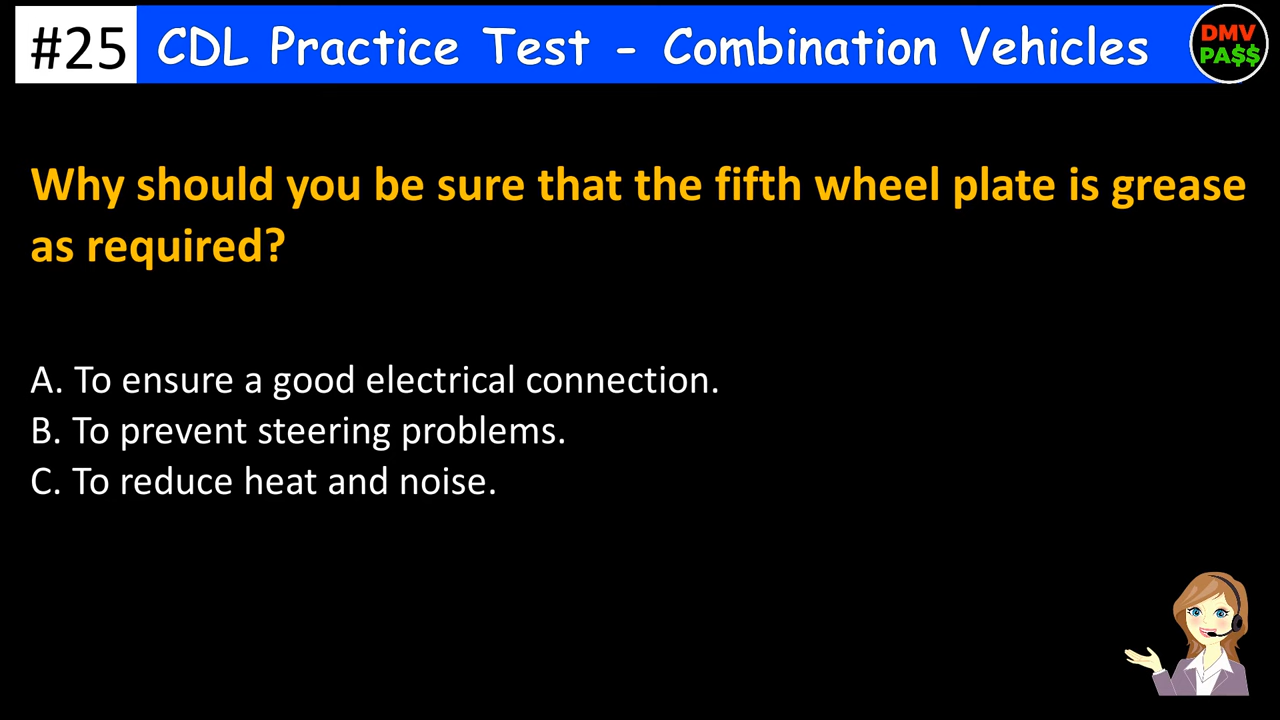 #25 CDL Practice Test - Combination Vehicles
DMV
PA$$
Why should you be sure that the fifth wheel plate is grease
as required?
A. To ensure a good electrical connection.
B. To prevent steering problems.
C. To reduce heat and noise.